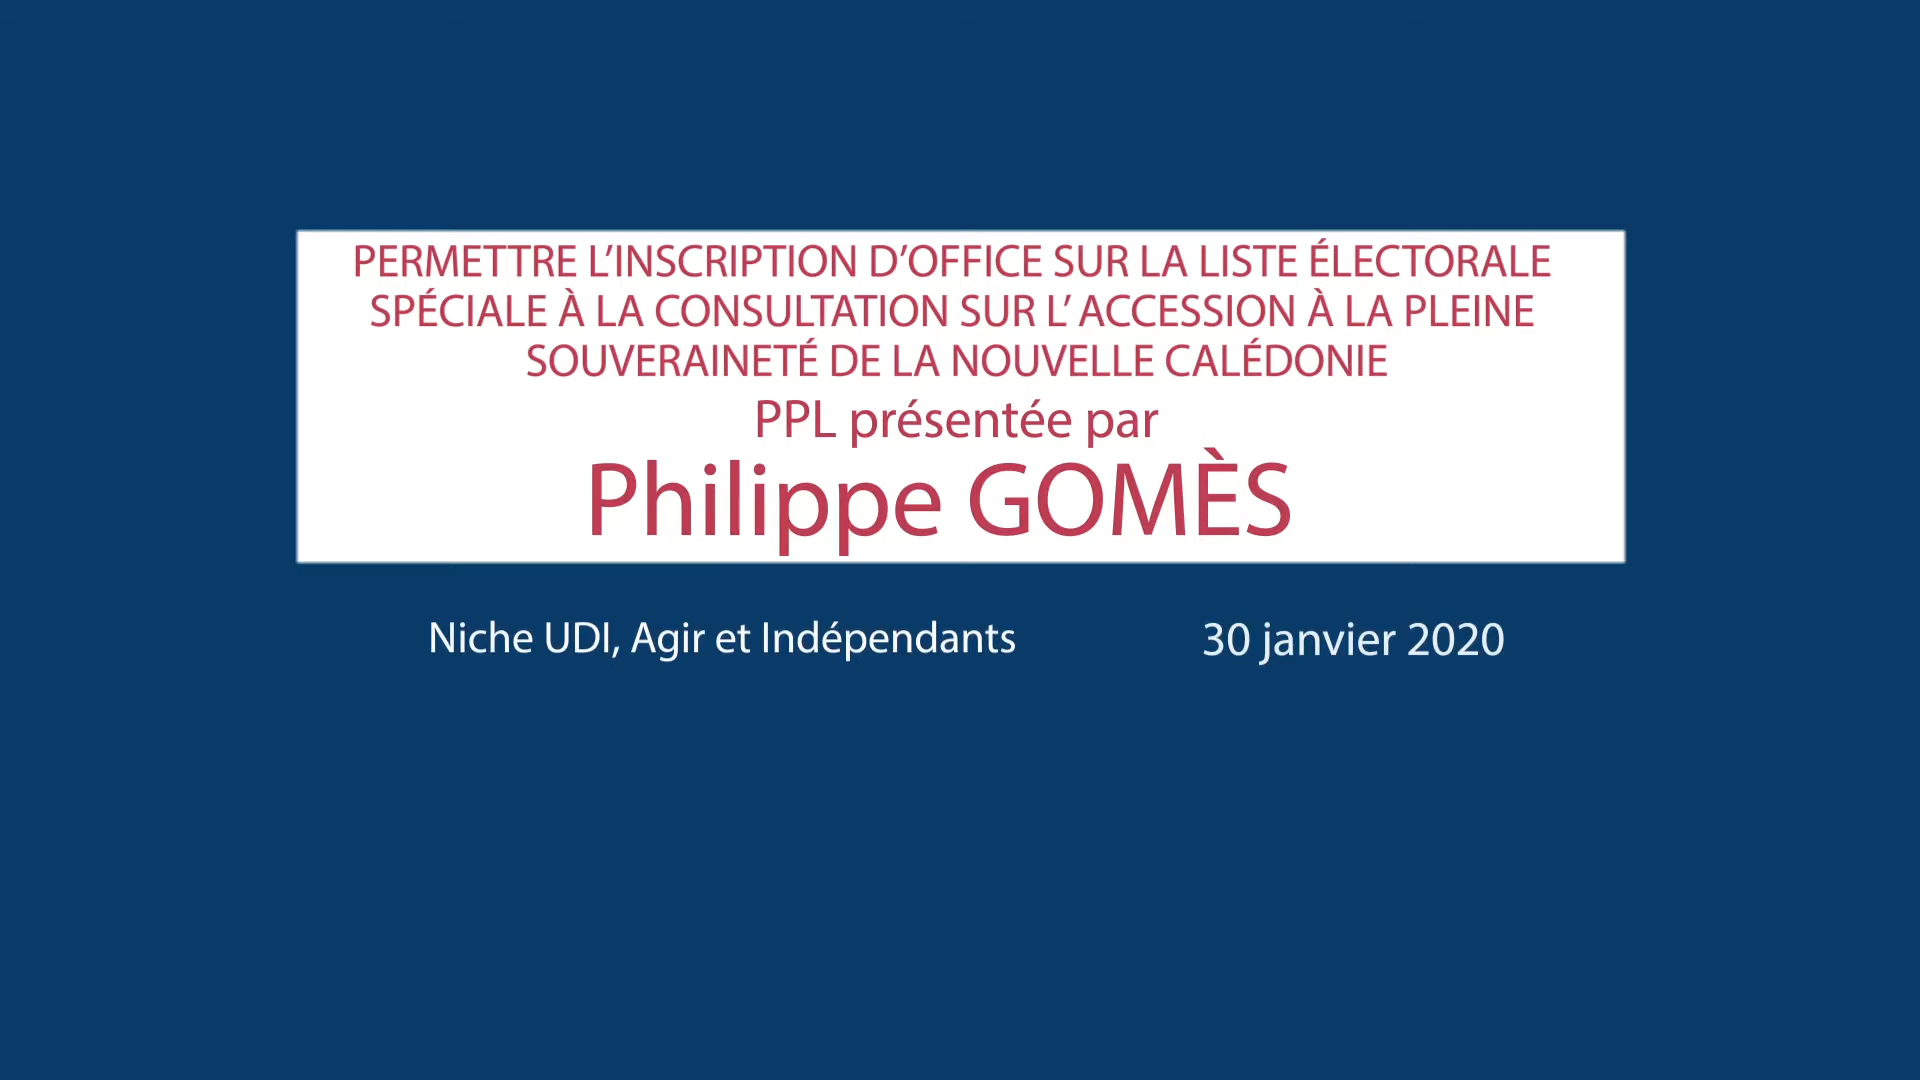 PERMETTRE L’INSCRIPTION D’OFFICE SUR LA LISTE ÉLECTORALE
SPÉCIALE À LA CONSULTATION SUR L’ ACCESSION À LA PLEINE
SOUVERAINETÉ DE LA NOUVELLE CALÉDONIE
PPL présentée par
Philippe GOMÈS
Niche UDI, Agir et Indépendants
30 janvier 2020